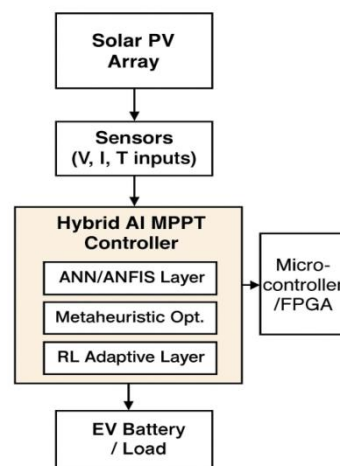 Solar PV
Array
Sensors
(V, I, T inputs)
Hybrid AI MPPT
Controller
ANN/ANFIS Layer
Metaheuristic Opt.
RL Adaptive Layer
Micro-
controller
/FPGA
EV Battery
/ Load